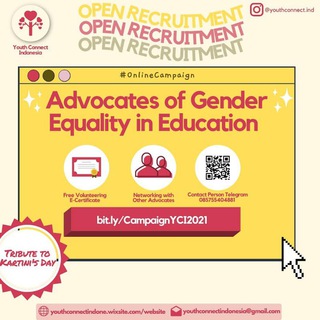 Youth Connect
Indonesia
OPEN RECRUITMENT
OPEN RECRUITMENT
OPEN RECRUITMENT
@youthconnect.ind
#OnlineCampaign
Advocates of Gender
Equality in Education
Free Volunteering
E-Certificate
Networking with
Other Advocates
Contact Person Telegram
085755404881
bit.ly/CampaignYCI2021
TRIBUTE TO
KARTINI'S DAY
youthconnectindone.wixsite.com/website
youthconnectindonesia@gmail.com